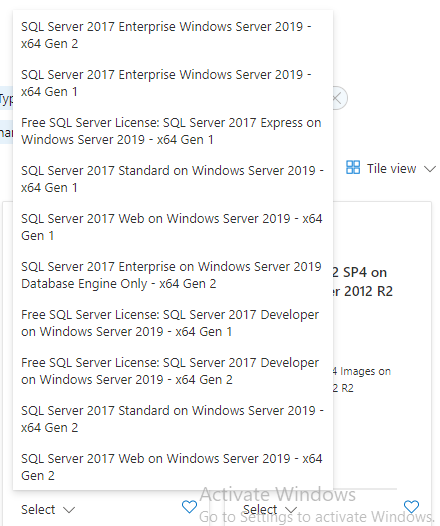 SQL Server 2017 Enterprise Windows Server 2019 -
x64 Gen 2
SQL Server 2017 Enterprise Windows Server 2019 -
x64 Gen 1
Free SQL Server License: SQL Server 2017 Express on
Windows Server 2019 - x64 Gen 1
SQL Server 2017 Standard on Windows Server 2019 -
x64 Gen 1
SQL Server 2017 Web on Windows Server 2019 - x64
Gen 1
SQL Server 2017 Enterprise on Windows Server 2019
Database Engine Only - x64 Gen 2
Free SQL Server License: SQL Server 2017 Developer
on Windows Server 2019 - x64 Gen 1
Free SQL Server License: SQL Server 2017 Developer
on Windows Server 2019 - x64 Gen 2
SQL Server 2017 Standard on Windows Server 2019 -
x64 Gen 2
SQL Server 2017 Web on Windows Server 2019 - x64
Gen 2
Tile view
2 SP4 on
er 2012 R2
4 Images on
2 R2
Select
Select
Activate Windows
Go to Settings to activate Windows